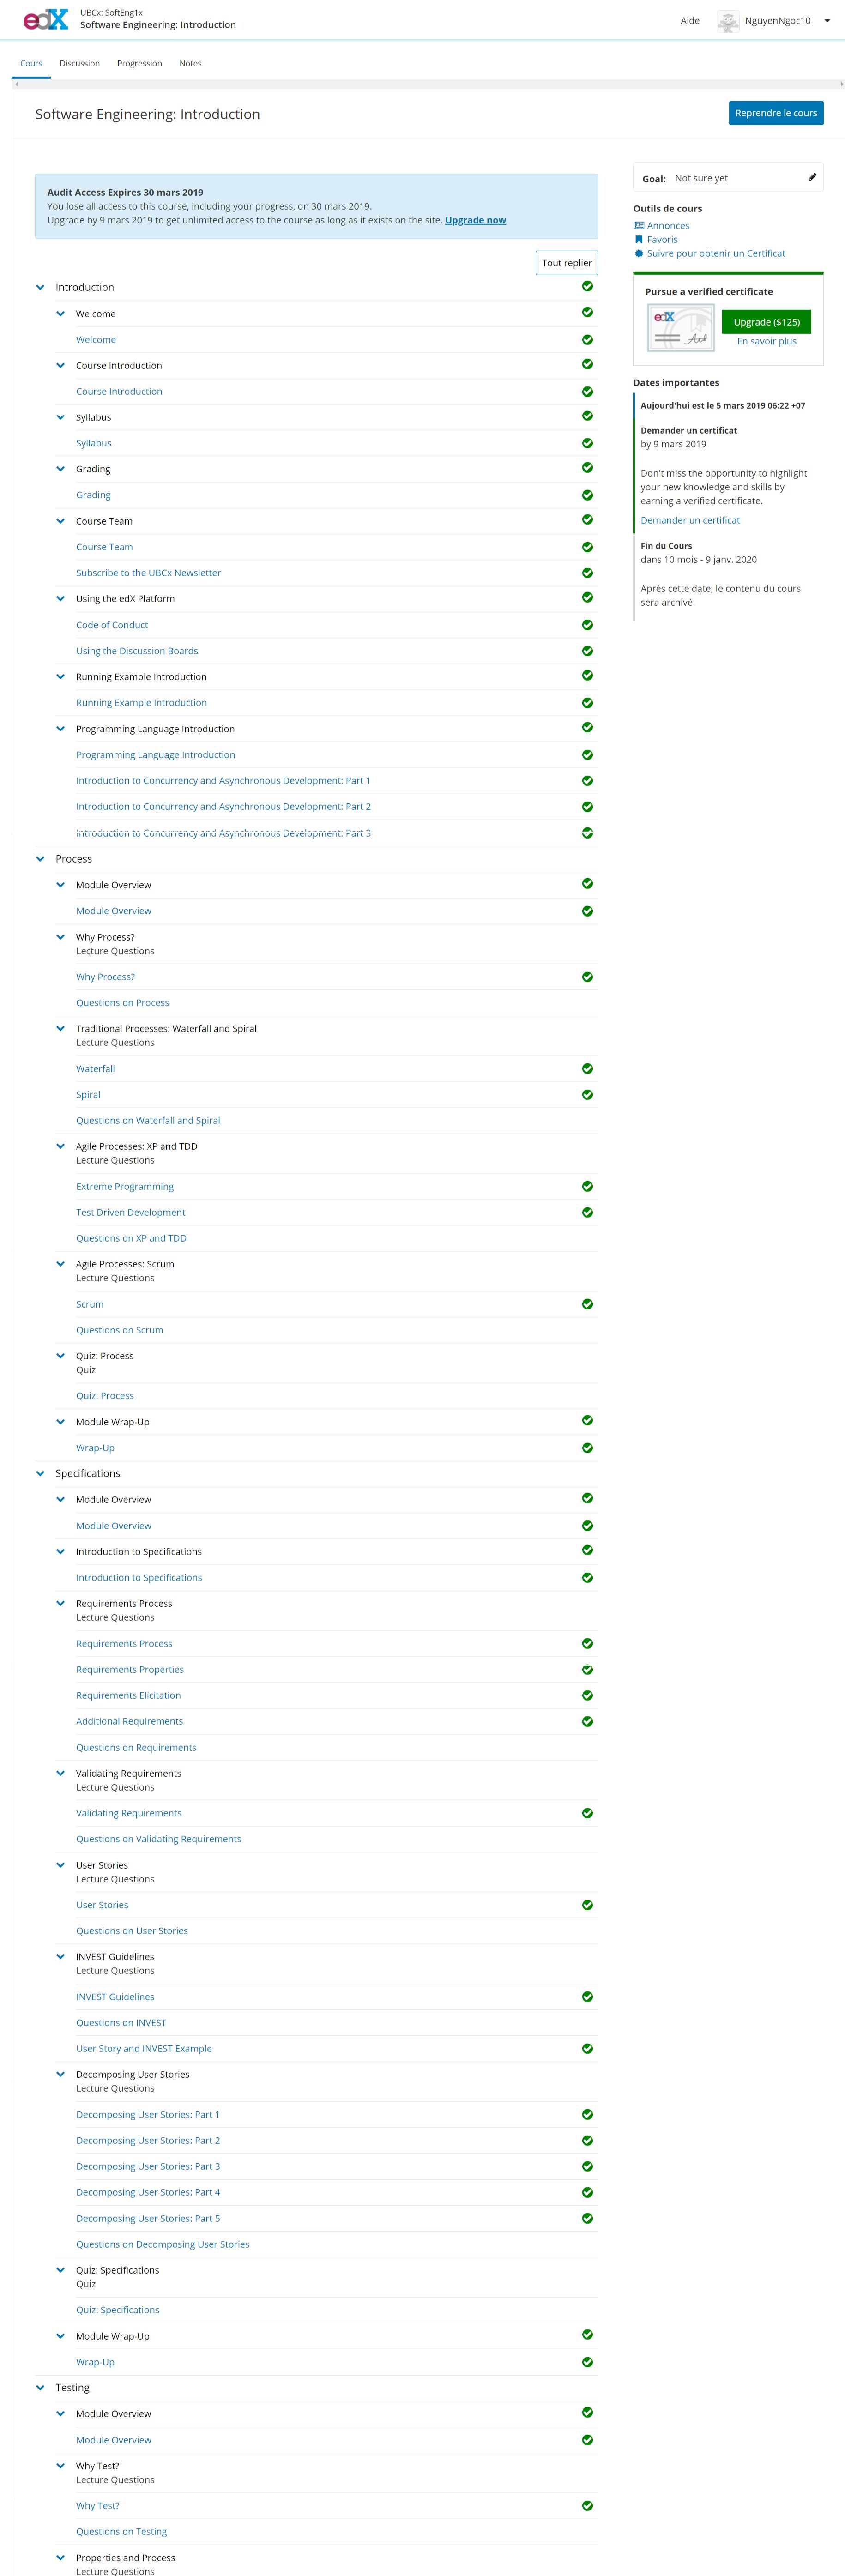 edX
UBCx: SoftEng1x
Software Engineering: Introduction
Aide
NguyenNgoc10
Cours
Discussion
Progression
Notes
Software Engineering: Introduction
Reprendre le cours
Audit Access Expires 30 mars 2019
You lose all access to this course, including your progress, on 30 mars 2019.
Upgrade by 9 mars 2019 to get unlimited access to the course as long as it exists on the site. Upgrade now
Tout replier
Introduction
Welcome
Welcome
Course Introduction
Course Introduction
Syllabus
Syllabus
Grading
Grading
Course Team
Course Team
Subscribe to the UBCx Newsletter
Using the edX Platform
Code of Conduct
Using the Discussion Boards
Running Example Introduction
Running Example Introduction
Programming Language Introduction
Programming Language Introduction
Introduction to Concurrency and Asynchronous Development: Part 1
Introduction to Concurrency and Asynchronous Development: Part 2
Introduction to Concurrency and Asynchronous Development: Part 3
Process
Module Overview
Module Overview
Why Process?
Lecture Questions
Why Process?
Questions on Process
Traditional Processes: Waterfall and Spiral
Lecture Questions
Waterfall
Spiral
Questions on Waterfall and Spiral
Agile Processes: XP and TDD
Lecture Questions
Extreme Programming
Test Driven Development
Questions on XP and TDD
Agile Processes: Scrum
Lecture Questions
Scrum
Questions on Scrum
Quiz: Process
Quiz
Quiz: Process
Module Wrap-Up
Wrap-Up
Specifications
Module Overview
Module Overview
Introduction to Specifications
Introduction to Specifications
Requirements Process
Lecture Questions
Requirements Process
Requirements Properties
Requirements Elicitation
Additional Requirements
Questions on Requirements
Validating Requirements
Lecture Questions
Validating Requirements
Questions on Validating Requirements
User Stories
Lecture Questions
User Stories
Questions on User Stories
INVEST Guidelines
Lecture Questions
INVEST Guidelines
Questions on INVEST
User Story and INVEST Example
Decomposing User Stories
Lecture Questions
Decomposing User Stories: Part 1
Decomposing User Stories: Part 2
Decomposing User Stories: Part 3
Decomposing User Stories: Part 4
Decomposing User Stories: Part 5
Questions on Decomposing User Stories
Quiz: Specifications
Quiz
Quiz: Specifications
Module Wrap-Up
Wrap-Up
Testing
Module Overview
Module Overview
Why Test?
Lecture Questions
Why Test?
Questions on Testing
Properties and Process
Lecture Questions
Goal: Not sure yet
Outils de cours
Annonces
Favoris
Suivre pour obtenir un Certificat
Pursue a verified certificate
edX
Upgrade ($125)
En savoir plus
Dates importantes
Aujourd'hui est le 5 mars 2019 06:22 +07
Demander un certificat
by 9 mars 2019
Don't miss the opportunity to highlight
your new knowledge and skills by
earning a verified certificate.
Demander un certificat
Fin du Cours
dans 10 mois - 9 janv. 2020
Après cette date, le contenu du cours
sera archivé.